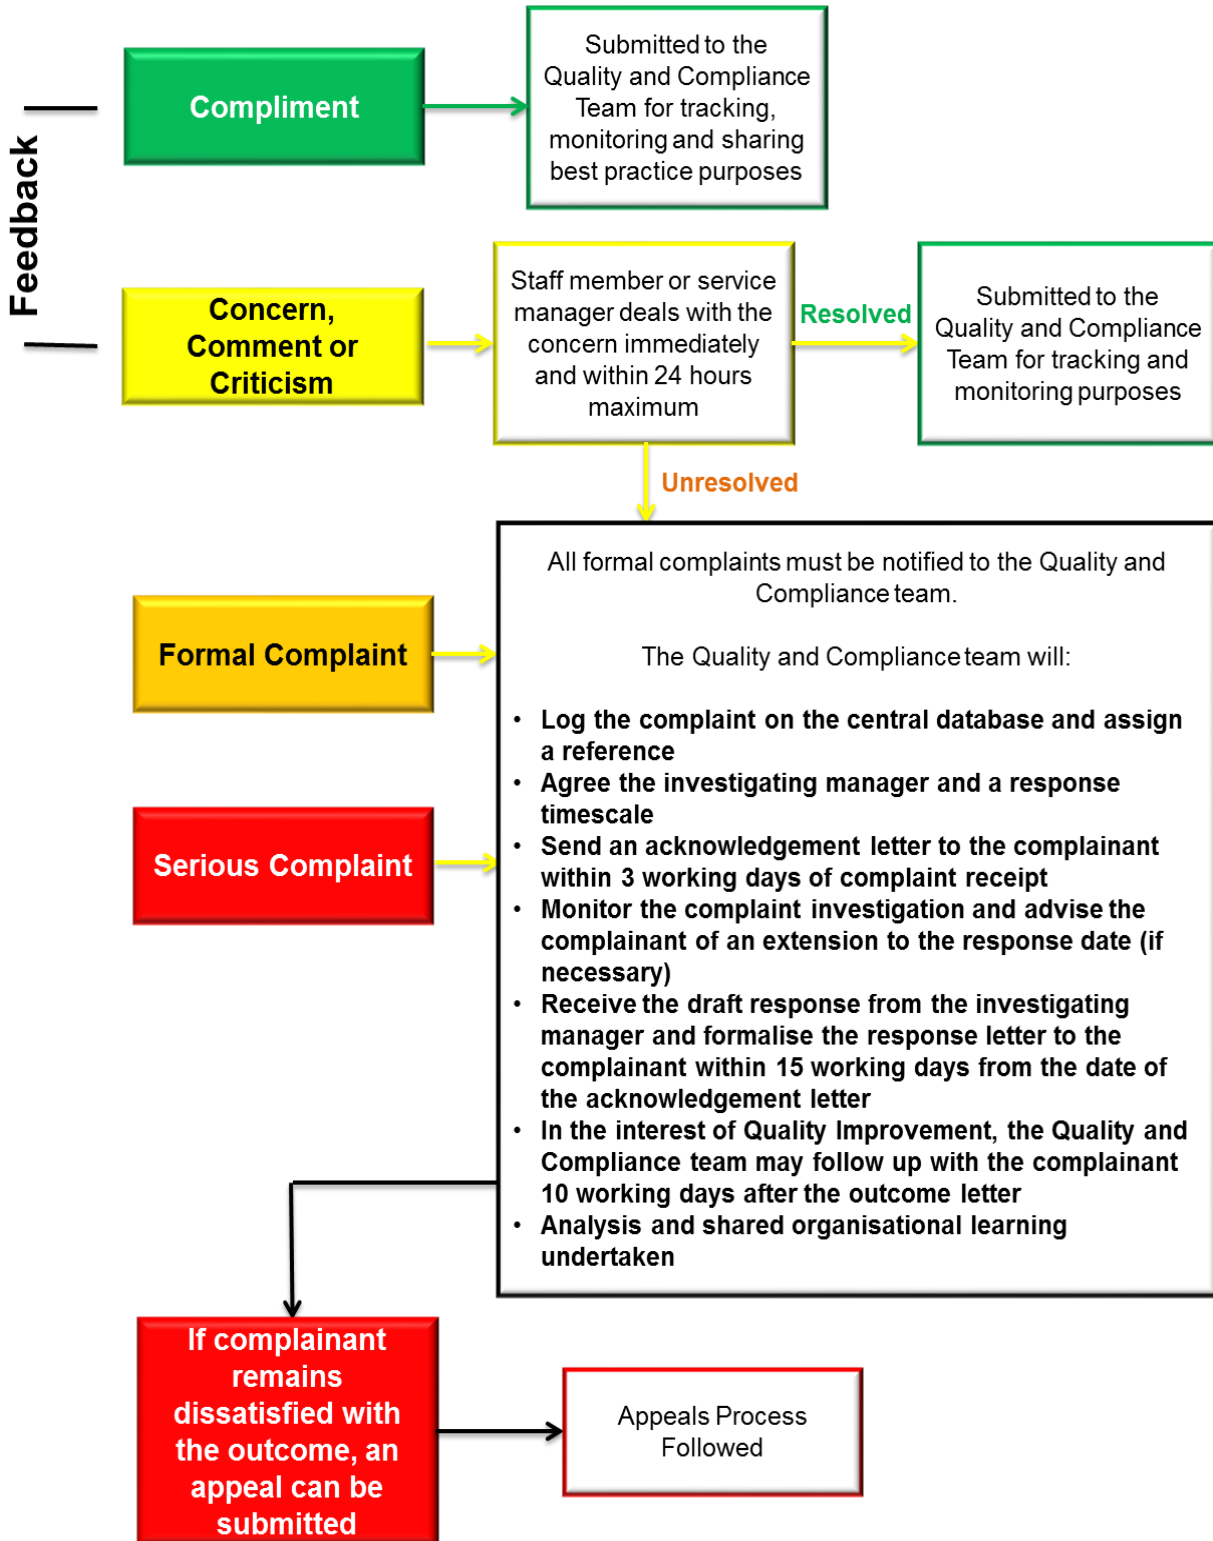 Feedback
Compliment
Submitted to the
Quality and Compliance
Team for tracking,
monitoring and sharing
best practice purposes
Concern,
Comment or
Criticism
Staff member or service
manager deals with the
concern immediately
and within 24 hours
maximum
Resolved
Submitted to the
Quality and Compliance
Team for tracking and
monitoring purposes
Unresolved
Formal Complaint
Serious Complaint
All formal complaints must be notified to the Quality and
Compliance team.
The Quality and Compliance team will:
• Log the complaint on the central database and assign
a reference
• Agree the investigating manager and a response
timescale
• Send an acknowledgement letter to the complainant
within 3 working days of complaint receipt
• Monitor the complaint investigation and advise the
complainant of an extension to the response date (if
necessary)
• Receive the draft response from the investigating
manager and formalise the response letter to the
complainant within 15 working days from the date of
the acknowledgement letter
• In the interest of Quality Improvement, the Quality and
Compliance team may follow up with the complainant
10 working days after the outcome letter
• Analysis and shared organisational learning
undertaken
If complainant
remains
dissatisfied with
the outcome, an
appeal can be
submitted
Appeals Process
Followed